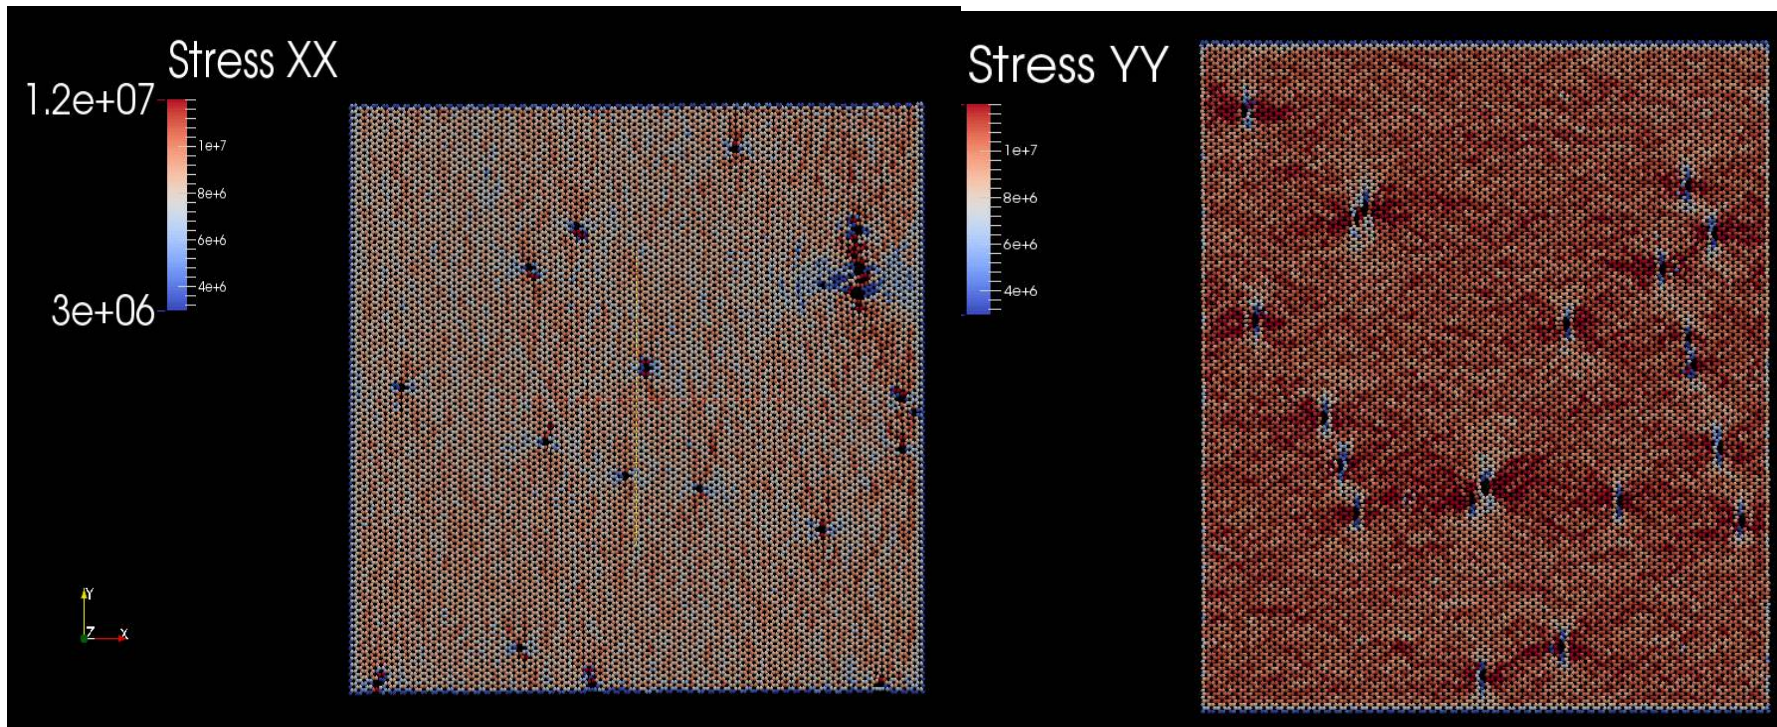 Stress XX
1.2e+07
1e+7
8e+6
6e+6
4e+6
3e+06
Y
Z X
Stress YY
1e+7
8e+6
6e+6
4e+6